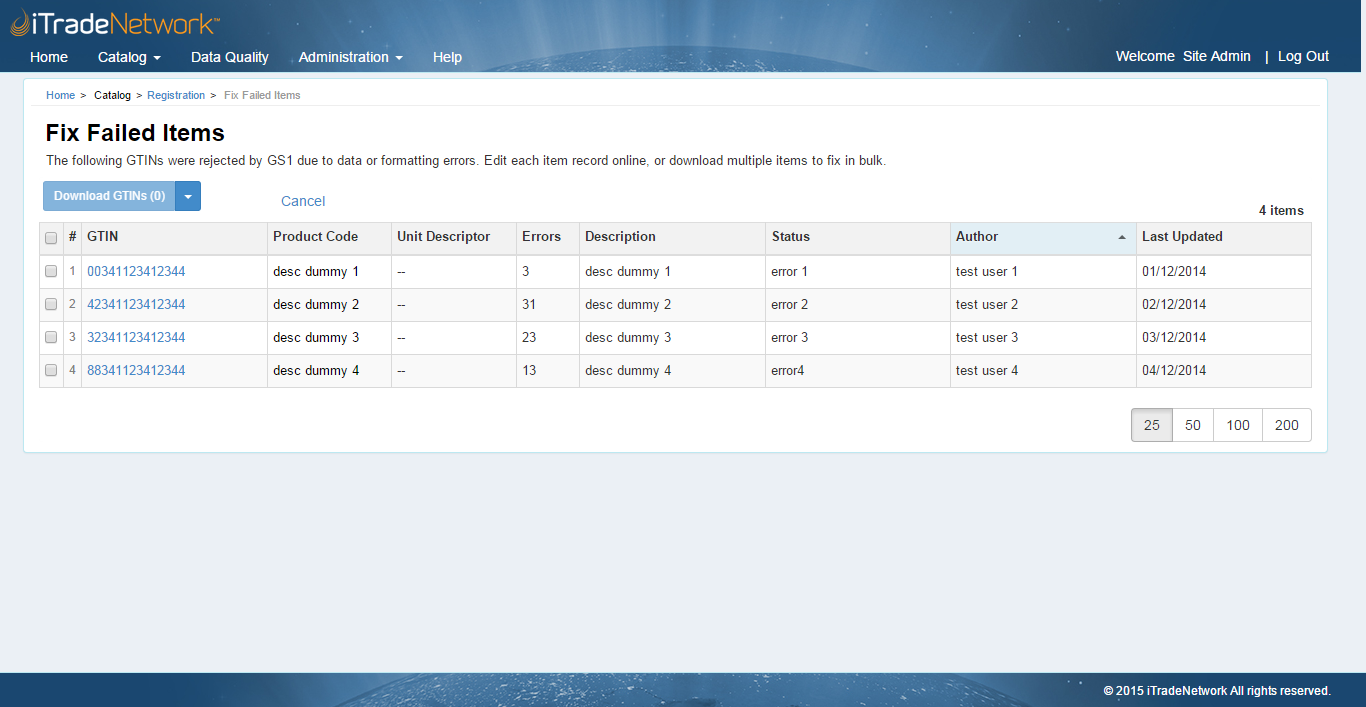 iTradeNetwork™
Home Catalog Data Quality Administration Help Welcome Site Admin | Log Out
Home > Catalog > Registration > Fix Failed Items
Fix Failed Items
The following GTINs were rejected by GS1 due to data or formatting errors. Edit each item record online, or download multiple items to fix in bulk.
Download GTINs (0) Cancel
4 items
# GTIN Product Code Unit Descriptor Errors Description Status Author Last Updated
1 00341123412344 desc dummy 1 -- 3 desc dummy 1 error 1 test user 1 01/12/2014
2 42341123412344 desc dummy 2 -- 31 desc dummy 2 error 2 test user 2 02/12/2014
3 32341123412344 desc dummy 3 -- 23 desc dummy 3 error 3 test user 3 03/12/2014
4 88341123412344 desc dummy 4 -- 13 desc dummy 4 error4 test user 4 04/12/2014
25 50 100 200
© 2015 iTradeNetwork All rights reserved.